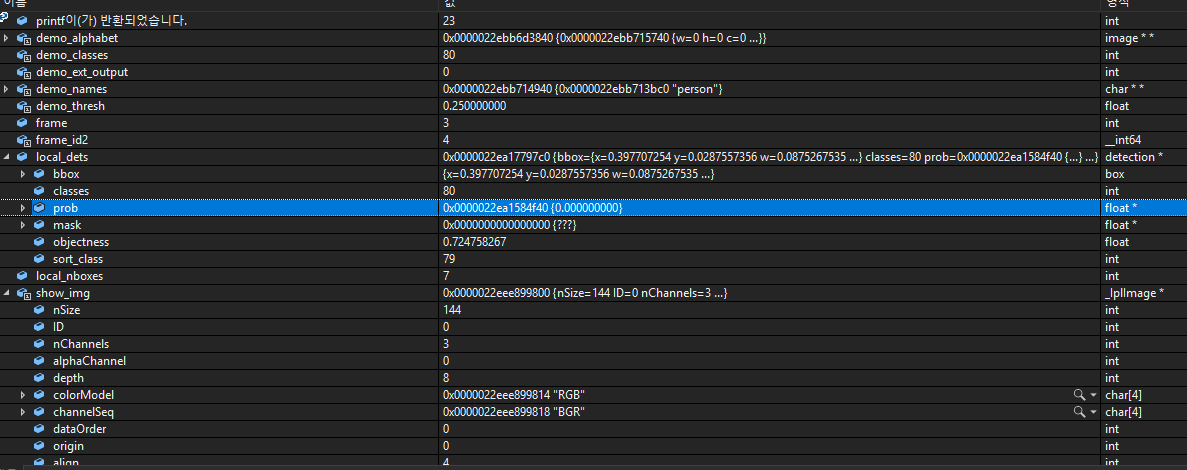 이름 값 형식
printf이(가) 반환되었습니다. 23 int
demo_alphabet 0x0000022ebb6d3840 {0x0000022ebb715740 {w=0 h=0 c=0 ...}} image * *
demo_classes 80 int
demo_ext_output 0 int
demo_names 0x0000022ebb714940 {0x0000022ebb713bc0 "person"} char * *
demo_thresh 0.250000000 float
frame 3 int
frame_id2 4 __int64
local_dets 0x0000022ea17797c0 {bbox={x=0.397707254 y=0.0287557356 w=0.0875267535 ...} classes=80 prob=0x0000022ea1584f40 {...} ...} detection *
bbox {x=0.397707254 y=0.0287557356 w=0.0875267535 ...} box
classes 80 int
prob 0x0000022ea1584f40 {0.000000000} float *
mask 0x0000000000000000 {???} float *
objectness 0.724758267 float
sort_class 79 int
local_nboxes 7 int
show_img 0x0000022eee899800 {nSize=144 ID=0 nChannels=3 ...} _IplImage *
nSize 144 int
ID 0 int
nChannels 3 int
alphaChannel 0 int
depth 8 int
colorModel 0x0000022eee899814 "RGB" char[4]
channelSeq 0x0000022eee899818 "BGR" char[4]
dataOrder 0 int
origin 0 int
align 4 int